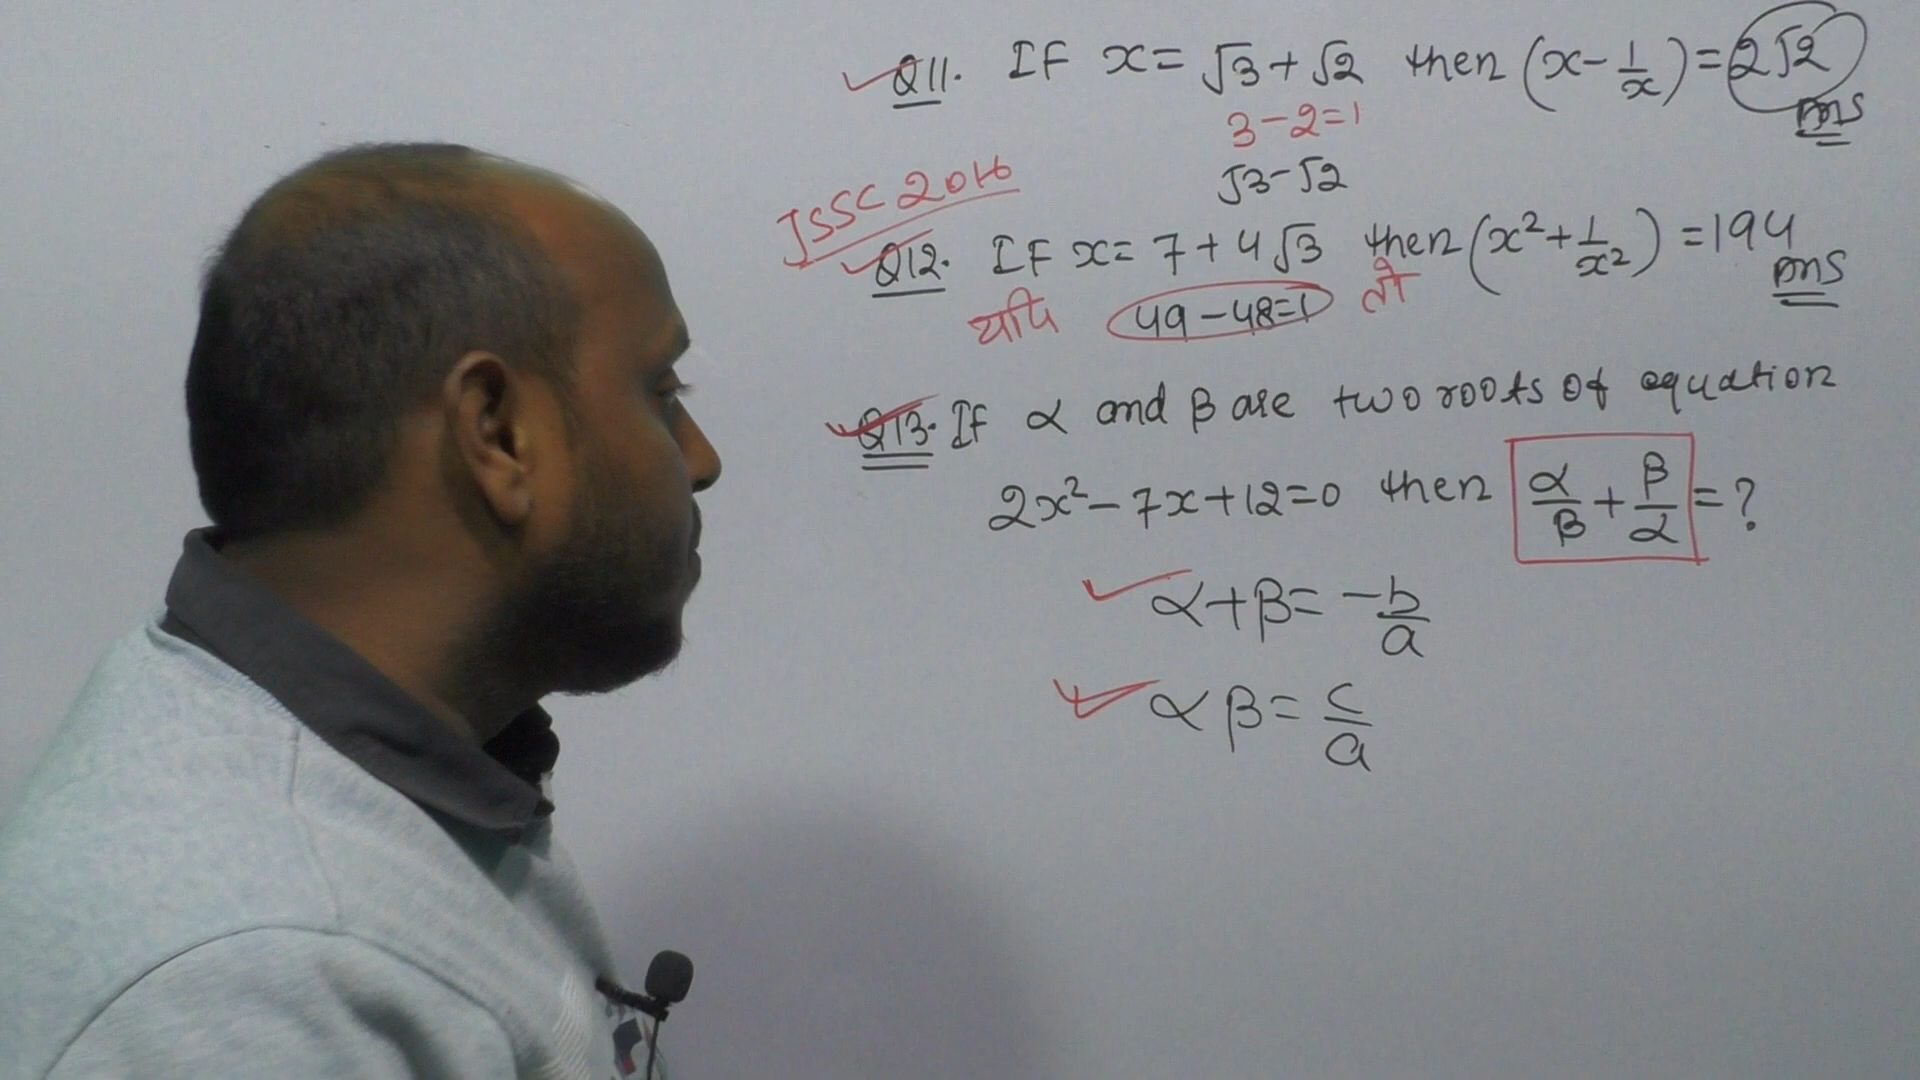 Q11. If x = √3 + √2 then (x - 1/x) = 2√2
Ans
3 - 2 = 1
√3 - √2
JSSC 2016
Q12. If x = 7 + 4√3 then (x² + 1/x²) = 194
Ans
यदि 49 - 48 = 1 तो
Q13. If α and β are two roots of equation
2x² - 7x + 12 = 0 then α/β + β/α = ?
α + β = -b/a
αβ = c/a